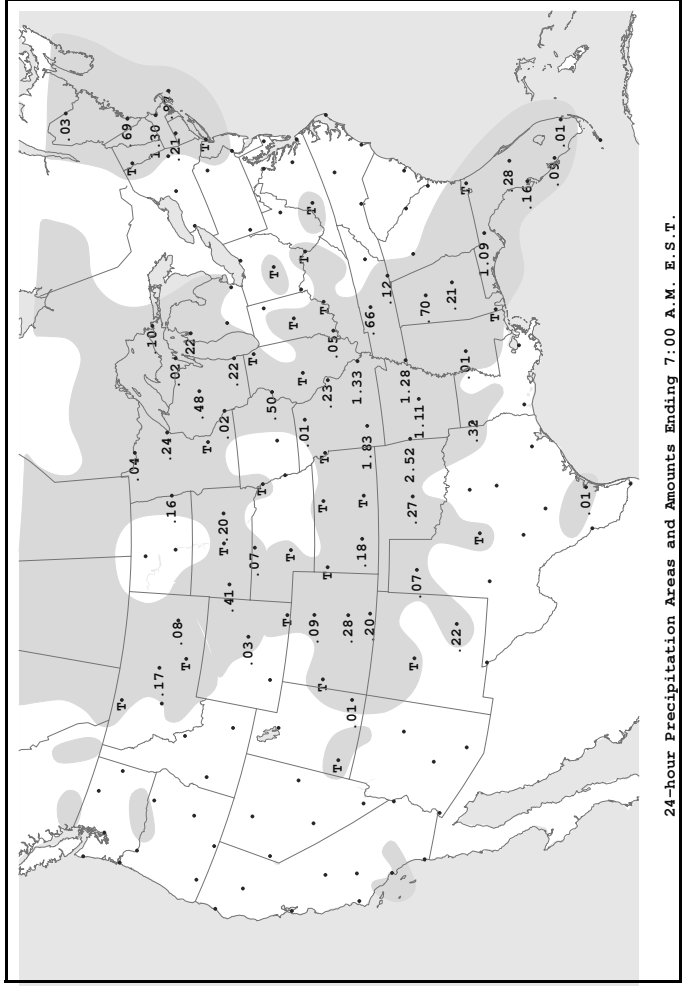 .03
T
.69
T
.04
.10
1.30
.17
.24
.16
.02
.21
.08
T
.22
.48
T
T
T .20
.02
.41
.22
.03
T
.07
T
.50
T
T
T
T
T
.01
T
T
.09
T
T
T
T
.23
T
.05
T
.28
.01
1.33
.18
T
1.83
.20
.66
.12
1.28
2.52
.27
T
.07
1.11
.70
.21
.22
.01
T
.32
T
1.09
T
.28
.16
.09
.01
.01
24-hour Precipitation Areas and Amounts Ending 7:00 A.M. E.S.T.